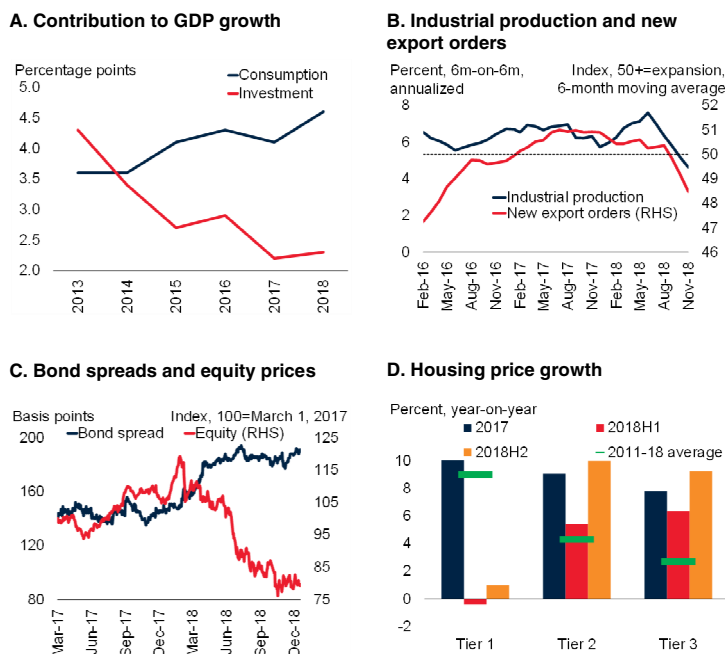 A. Contribution to GDP growth
Percentage points
Consumption
Investment
5.0
4.5
4.0
3.5
3.0
2.5
2.0
2013
2014
2015
2016
2017
2018
B. Industrial production and new
export orders
Percent, 6m-on-6m,
annualized
Index, 50+=expansion,
6-month moving average
8
6
4
2
0
52
51
50
49
48
47
46
Industrial production
New export orders (RHS)
Feb-16
May-16
Aug-16
Nov-16
Feb-17
May-17
Aug-17
Nov-17
Feb-18
May-18
Aug-18
Nov-18
C. Bond spreads and equity prices
Basis points
Index, 100=March 1, 2017
Bond spread
Equity (RHS)
200
160
120
80
125
115
105
95
85
75
Mar-17
Jun-17
Sep-17
Dec-17
Mar-18
Jun-18
Sep-18
Dec-18
D. Housing price growth
Percent, year-on-year
2017
2018H1
2018H2
2011-18 average
10
8
6
4
2
0
-2
Tier 1
Tier 2
Tier 3